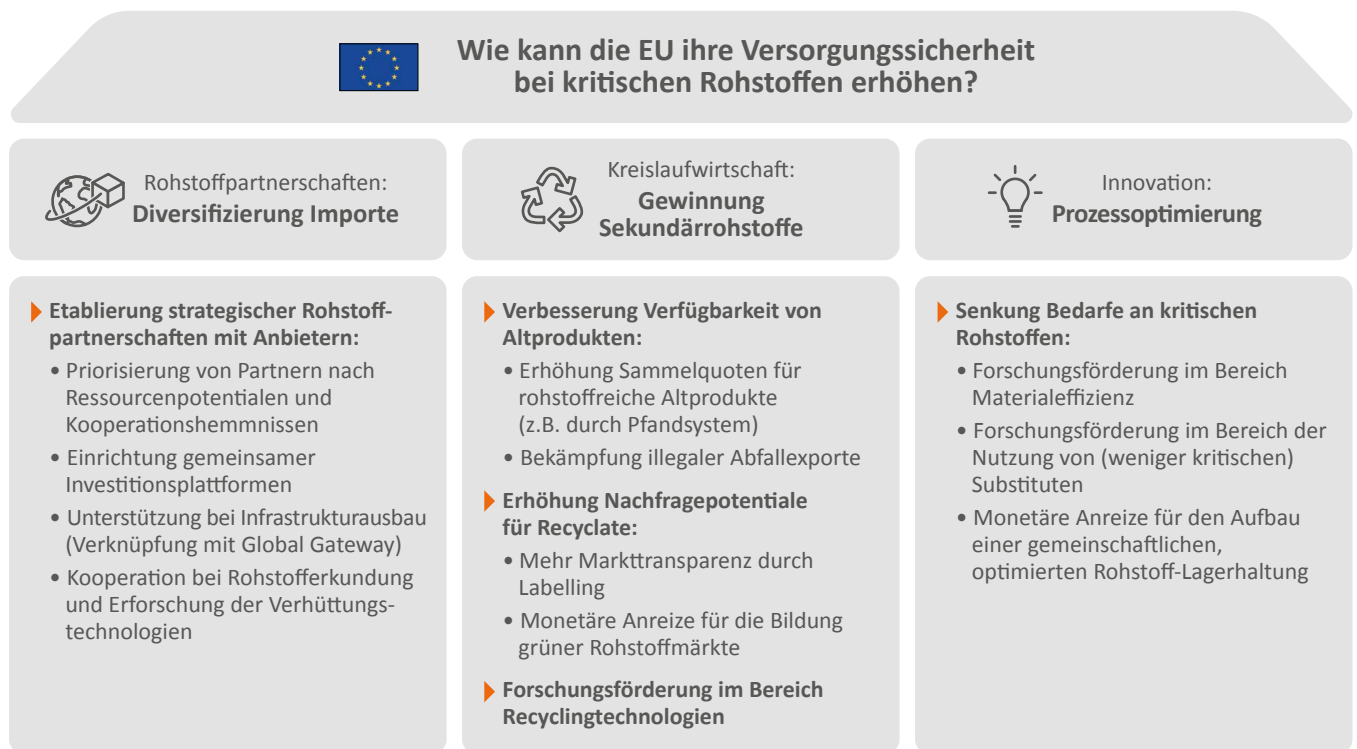 Wie kann die EU ihre Versorgungssicherheit
bei kritischen Rohstoffen erhöhen?
Rohstoffpartnerschaften:
Diversifizierung Importe
Kreislaufwirtschaft:
Gewinnung
Sekundärrohstoffe
Innovation:
Prozessoptimierung
Etablierung strategischer Rohstoff-
partnerschaften mit Anbietern:
• Priorisierung von Partnern nach
Ressourcenpotentialen und
Kooperationshemmnissen
• Einrichtung gemeinsamer
Investitionsplattformen
• Unterstützung bei Infrastrukturausbau
(Verknüpfung mit Global Gateway)
• Kooperation bei Rohstofferkundung
und Erforschung der Verhüttungs-
technologien
Verbesserung Verfügbarkeit von
Altprodukten:
• Erhöhung Sammelquoten für
rohstoffreiche Altprodukte
(z.B. durch Pfandsystem)
• Bekämpfung illegaler Abfallexporte
Erhöhung Nachfragepotentiale
für Recyclate:
• Mehr Markttransparenz durch
Labelling
• Monetäre Anreize für die Bildung
grüner Rohstoffmärkte
Forschungsförderung im Bereich
Recyclingtechnologien
Senkung Bedarfe an kritischen
Rohstoffen:
• Forschungsförderung im Bereich
Materialeffizienz
• Forschungsförderung im Bereich der
Nutzung von (weniger kritischen)
Substituten
• Monetäre Anreize für den Aufbau
einer gemeinschaftlichen,
optimierten Rohstoff-Lagerhaltung